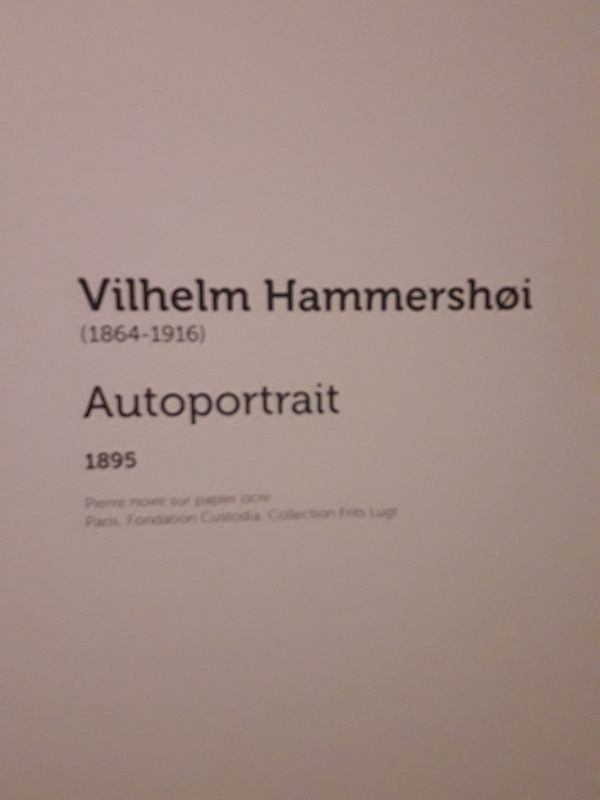 Vilhelm Hammershøi
(1864-1916)
Autoportrait
1895
Pierre noire sur papier ocre
Paris, Fondation Custodia, Collection Frits Lugt